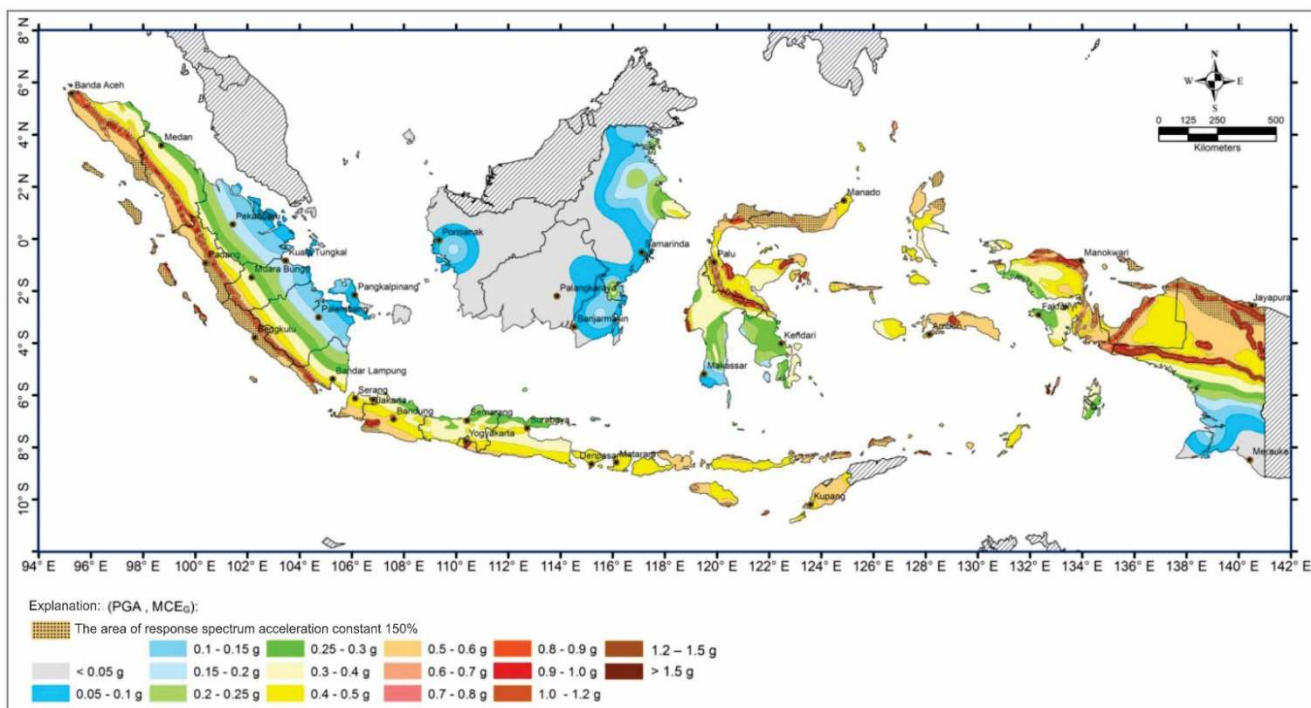 8° N
6° N
4° N
2° N
0°
2° S
4° S
6° S
8° S
10° S
N
W E
S
0 125 250 500
Kilometers
Banda Aceh
Medan
Pekanbaru
Kuala Tungkal
Padang
Muara Bungo
Pangkalpinang
Palembang
Bengkulu
Bandar Lampung
Serang
Jakarta
Bandung
Semarang
Surabaya
Yogyakarta
Denpasar
Mataram
Kupang
Pontianak
Samarinda
Palangkaraya
Banjarmasin
Manado
Palu
Kendari
Makassar
Ambon
Manokwari
Fakfak
Jayapura
Merauke
94° E 96° E 98° E 100° E 102° E 104° E 106° E 108° E 110° E 112° E 114° E 116° E 118° E 120° E 122° E 124° E 126° E 128° E 130° E 132° E 134° E 136° E 138° E 140° E 142° E
Explanation: (PGA , MCE_G):
The area of response spectrum acceleration constant 150%
0.1 - 0.15 g 0.25 - 0.3 g 0.5 - 0.6 g 0.8 - 0.9 g 1.2 – 1.5 g
< 0.05 g 0.15 - 0.2 g 0.3 - 0.4 g 0.6 - 0.7 g 0.9 - 1.0 g > 1.5 g
0.05 - 0.1 g 0.2 - 0.25 g 0.4 - 0.5 g 0.7 - 0.8 g 1.0 - 1.2 g